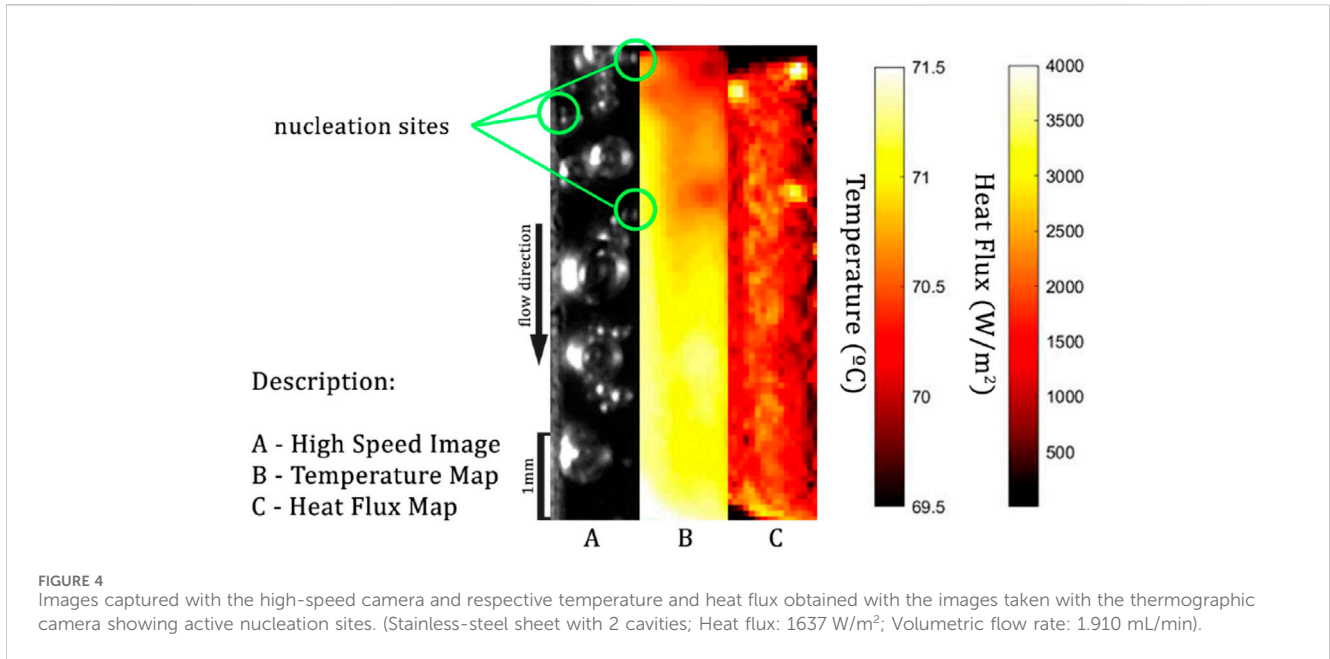 nucleation sites
flow direction
Description:
A - High Speed Image
B - Temperature Map
C - Heat Flux Map
1mm
A
B
C
Temperature (ºC)
71.5
71
70.5
70
69.5
Heat Flux (W/m²)
4000
3500
3000
2500
2000
1500
1000
500
FIGURE 4
Images captured with the high-speed camera and respective temperature and heat flux obtained with the images taken with the thermographic
camera showing active nucleation sites. (Stainless-steel sheet with 2 cavities; Heat flux: 1637 W/m²; Volumetric flow rate: 1.910 mL/min).